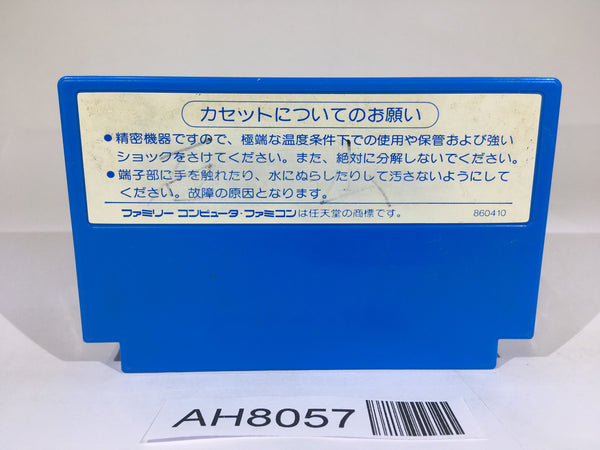 カセットについてのお願い
●精密機器ですので、極端な温度条件下での使用や保管および強い
ショックをさけてください。また、絶対に分解しないでください。
●端子部に手を触れたり、水にぬらしたりして汚さないようにして
ください。故障の原因となります。
ファミリー コンピュータ・ファミコンは任天堂の商標です。 860410
AH8057